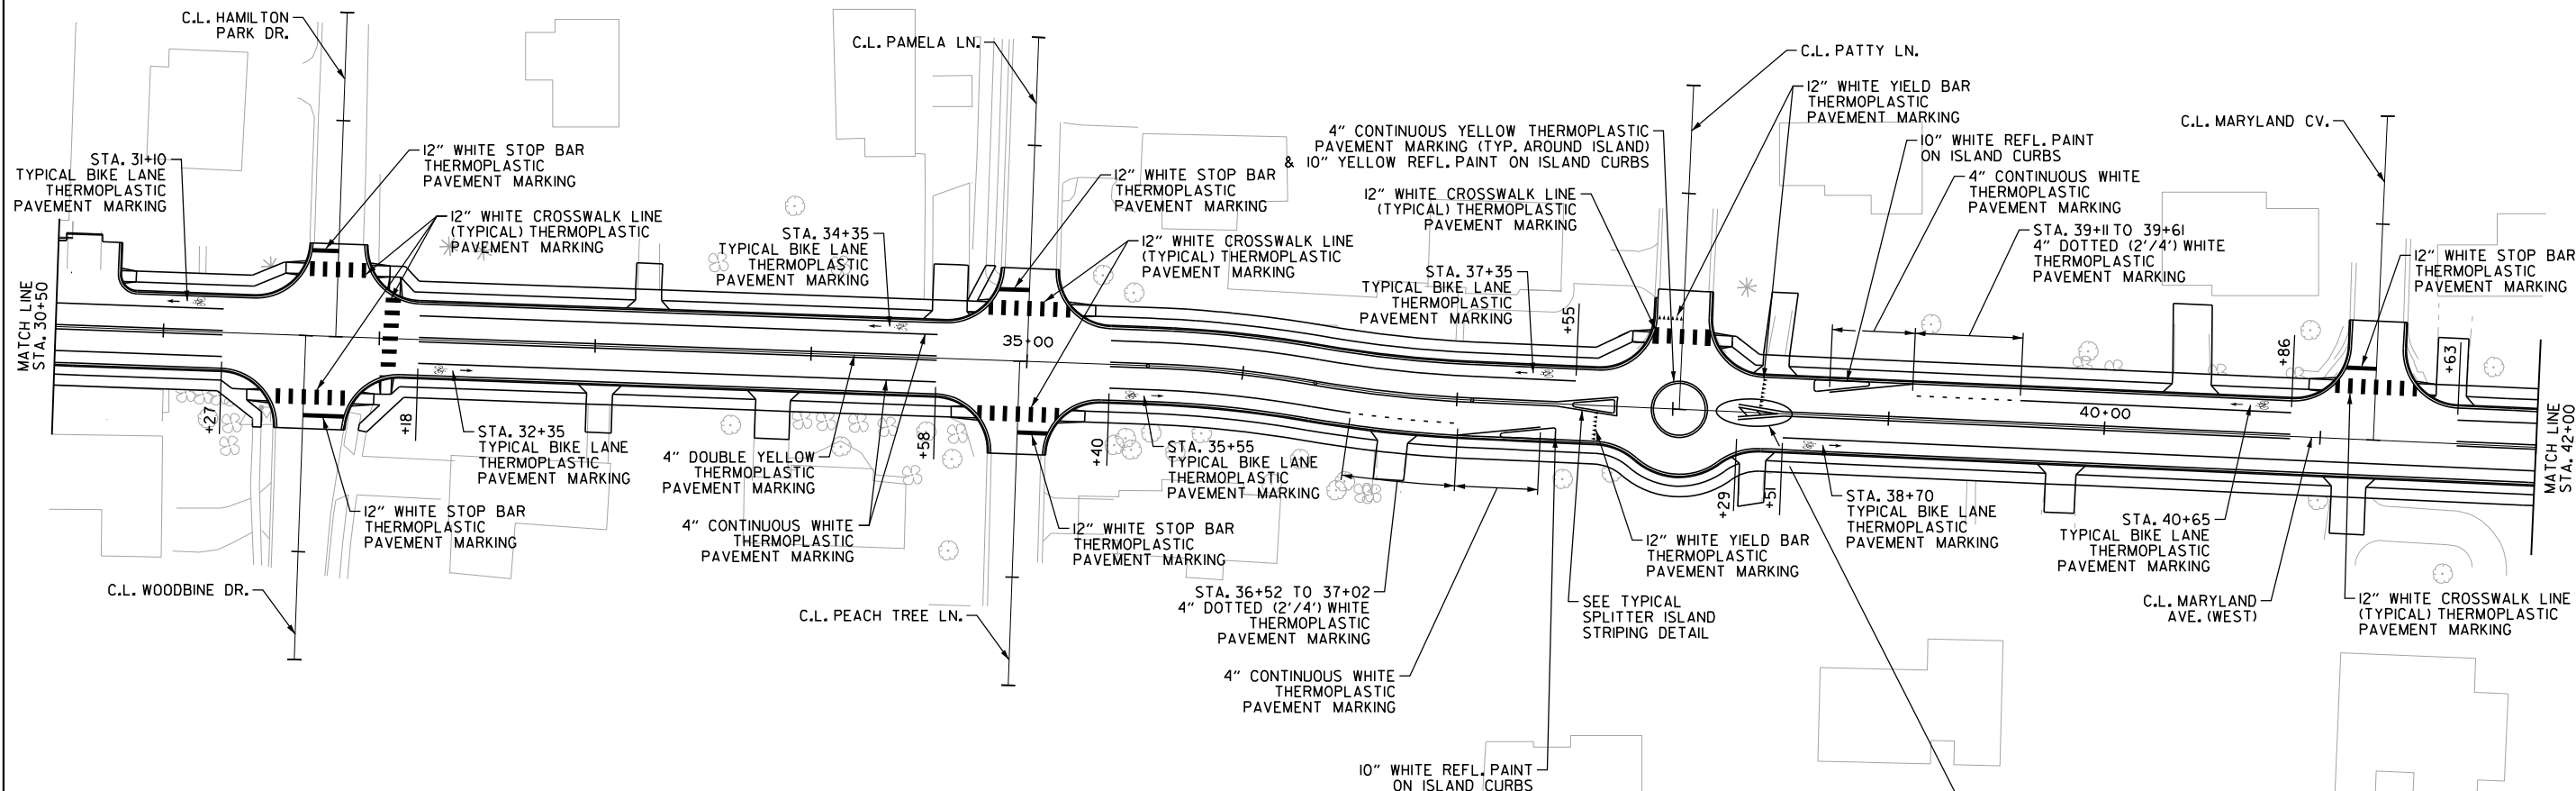 C.L. HAMILTON
PARK DR.
C.L. PAMELA LN.
C.L. PATTY LN.
12" WHITE YIELD BAR
THERMOPLASTIC
PAVEMENT MARKING
C.L. MARYLAND CV.
STA. 31+10
TYPICAL BIKE LANE
THERMOPLASTIC
PAVEMENT MARKING
12" WHITE STOP BAR
THERMOPLASTIC
PAVEMENT MARKING
12" WHITE CROSSWALK LINE
(TYPICAL) THERMOPLASTIC
PAVEMENT MARKING
STA. 34+35
TYPICAL BIKE LANE
THERMOPLASTIC
PAVEMENT MARKING
12" WHITE STOP BAR
THERMOPLASTIC
PAVEMENT MARKING
12" WHITE CROSSWALK LINE
(TYPICAL) THERMOPLASTIC
PAVEMENT MARKING
4" CONTINUOUS YELLOW THERMOPLASTIC
PAVEMENT MARKING (TYP. AROUND ISLAND)
& 10" YELLOW REFL. PAINT ON ISLAND CURBS
12" WHITE CROSSWALK LINE
(TYPICAL) THERMOPLASTIC
PAVEMENT MARKING
STA. 37+35
TYPICAL BIKE LANE
THERMOPLASTIC
PAVEMENT MARKING
10" WHITE REFL. PAINT
ON ISLAND CURBS
4" CONTINUOUS WHITE
THERMOPLASTIC
PAVEMENT MARKING
STA. 39+11 TO 39+61
4" DOTTED (2'/4') WHITE
THERMOPLASTIC
PAVEMENT MARKING
12" WHITE STOP BAR
THERMOPLASTIC
PAVEMENT MARKING
MATCH LINE
STA. 30+50
35+00
+55
40+00
+86
+63
MATCH LINE
STA. 42+00
+27
+18
+58
+40
+29
+51
STA. 32+35
TYPICAL BIKE LANE
THERMOPLASTIC
PAVEMENT MARKING
12" WHITE STOP BAR
THERMOPLASTIC
PAVEMENT MARKING
C.L. WOODBINE DR.
4" DOUBLE YELLOW
THERMOPLASTIC
PAVEMENT MARKING
4" CONTINUOUS WHITE
THERMOPLASTIC
PAVEMENT MARKING
C.L. PEACH TREE LN.
STA. 35+55
TYPICAL BIKE LANE
THERMOPLASTIC
PAVEMENT MARKING
12" WHITE STOP BAR
THERMOPLASTIC
PAVEMENT MARKING
STA. 36+52 TO 37+02
4" DOTTED (2'/4') WHITE
THERMOPLASTIC
PAVEMENT MARKING
4" CONTINUOUS WHITE
THERMOPLASTIC
PAVEMENT MARKING
10" WHITE REFL. PAINT
ON ISLAND CURBS
SEE TYPICAL
SPLITTER ISLAND
STRIPING DETAIL
12" WHITE YIELD BAR
THERMOPLASTIC
PAVEMENT MARKING
STA. 38+70
TYPICAL BIKE LANE
THERMOPLASTIC
PAVEMENT MARKING
STA. 40+65
TYPICAL BIKE LANE
THERMOPLASTIC
PAVEMENT MARKING
C.L. MARYLAND
AVE. (WEST)
12" WHITE CROSSWALK LINE
(TYPICAL) THERMOPLASTIC
PAVEMENT MARKING